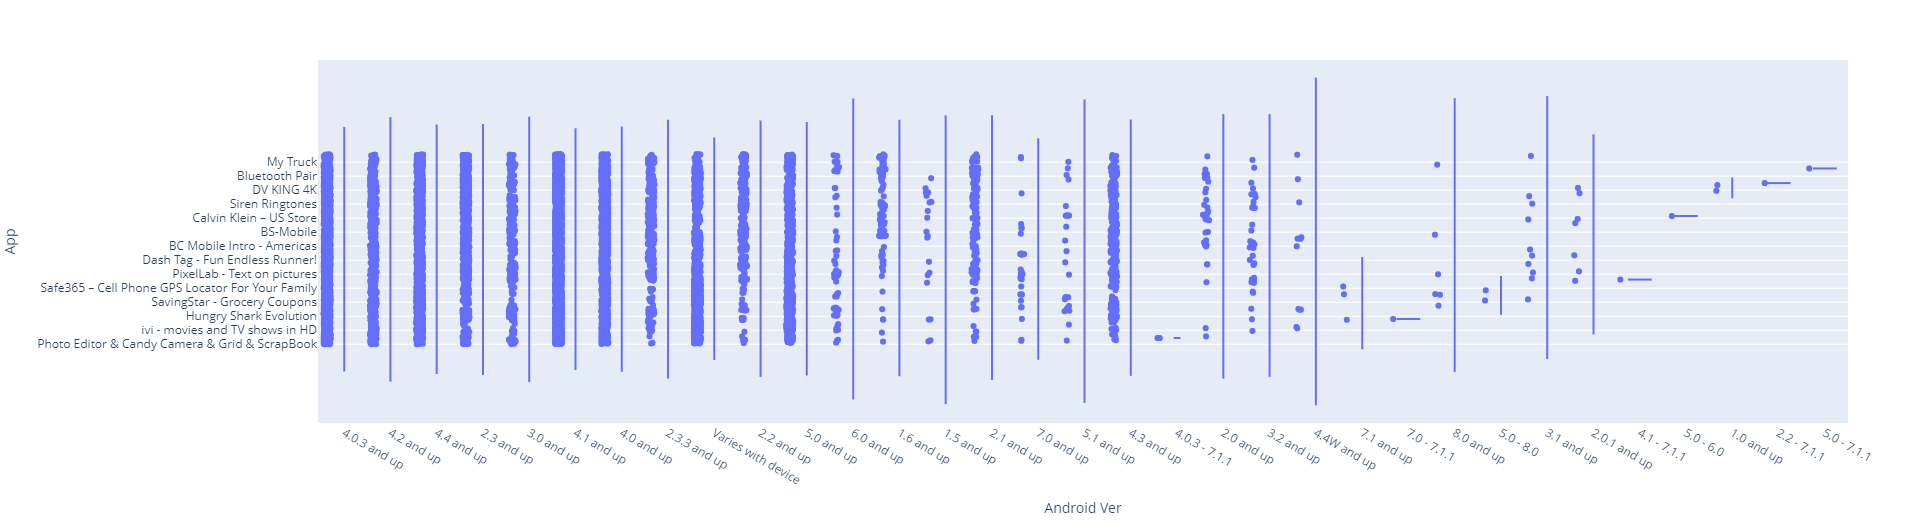 App
My Truck
Bluetooth Pair
DV KING 4K
Siren Ringtones
Calvin Klein – US Store
BS-Mobile
BC Mobile Intro - Americas
Dash Tag - Fun Endless Runner!
PixelLab - Text on pictures
Safe365 – Cell Phone GPS Locator For Your Family
SavingStar - Grocery Coupons
Hungry Shark Evolution
ivi - movies and TV shows in HD
Photo Editor & Candy Camera & Grid & ScrapBook
4.0.3 and up
4.2 and up
4.4 and up
2.3 and up
3.0 and up
4.1 and up
4.0 and up
2.3.3 and up
Varies with device
2.2 and up
5.0 and up
6.0 and up
1.6 and up
1.5 and up
2.1 and up
7.0 and up
5.1 and up
4.3 and up
4.0.3 - 7.1.1
2.0 and up
3.2 and up
4.4W and up
7.1 and up
7.0 - 7.1.1
8.0 and up
5.0 - 8.0
3.1 and up
2.0.1 and up
4.1 - 7.1.1
5.0 - 6.0
1.0 and up
2.2 - 7.1.1
5.0 - 7.1.1
Android Ver